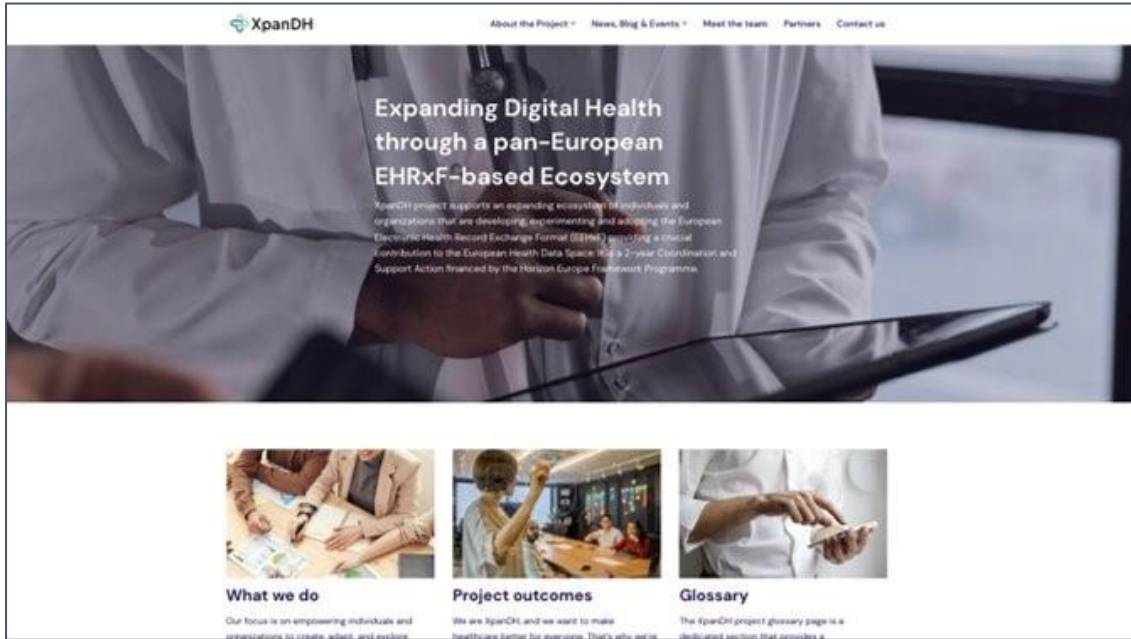 XpanDH
About the Project News, Blog & Events Meet the team Partners Contact us
Expanding Digital Health
through a pan-European
EHRxF-based Ecosystem
XpanDH project supports an expanding ecosystem of individuals and
organizations that are developing, experimenting and adopting the European
Electronic Health Record Exchange Format (EEHRxF) providing a crucial
contribution to the European Health Data Space. It is a 2-year Coordination and
Support Action financed by the Horizon Europe Framework Programme.
What we do
Project outcomes
Glossary
Our focus is on empowering individuals and
organizations to create, adapt, and explore
We are XpanDH, and we want to make
healthcare better for everyone. That's why we're
The XpanDH project glossary page is a
dedicated section that provides a